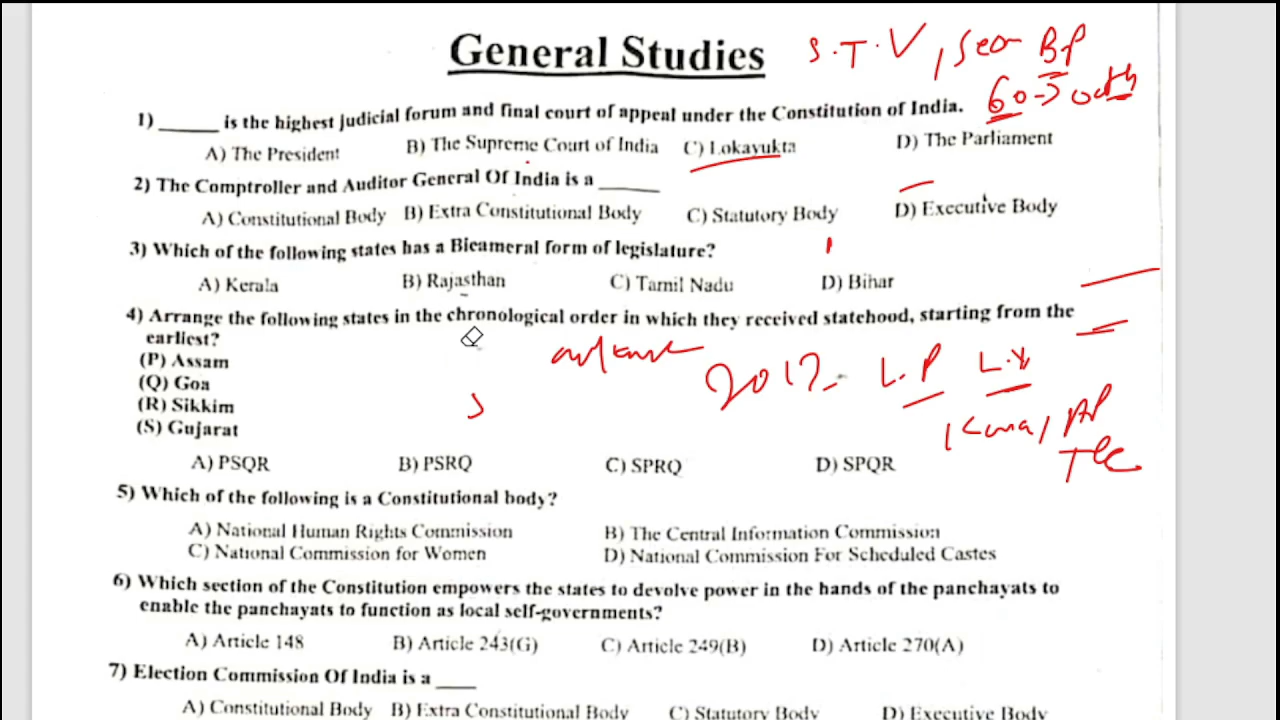 General Studies
S.T.V,
1) _____ is the highest judicial forum and final court of appeal under the Constitution of India.
A) The President B) The Supreme Court of India C) Lokayukta D) The Parliament
2) The Comptroller and Auditor General Of India is a _____
A) Constitutional Body B) Extra Constitutional Body C) Statutory Body D) Executive Body
3) Which of the following states has a Bicameral form of legislature?
A) Kerala B) Rajasthan C) Tamil Nadu D) Bihar
4) Arrange the following states in the chronological order in which they received statehood, starting from the
earliest?
(P) Assam
(Q) Goa
(R) Sikkim
(S) Gujarat
A) PSQR B) PSRQ C) SPRQ D) SPQR
5) Which of the following is a Constitutional body?
A) National Human Rights Commission B) The Central Information Commission
C) National Commission for Women D) National Commission For Scheduled Castes
6) Which section of the Constitution empowers the states to devolve power in the hands of the panchayats to
enable the panchayats to function as local self-governments?
A) Article 148 B) Article 243(G) C) Article 249(B) D) Article 270(A)
7) Election Commission Of India is a ____
A) Constitutional Body B) Extra Constitutional Body C) Statutory Body D) Executive Body